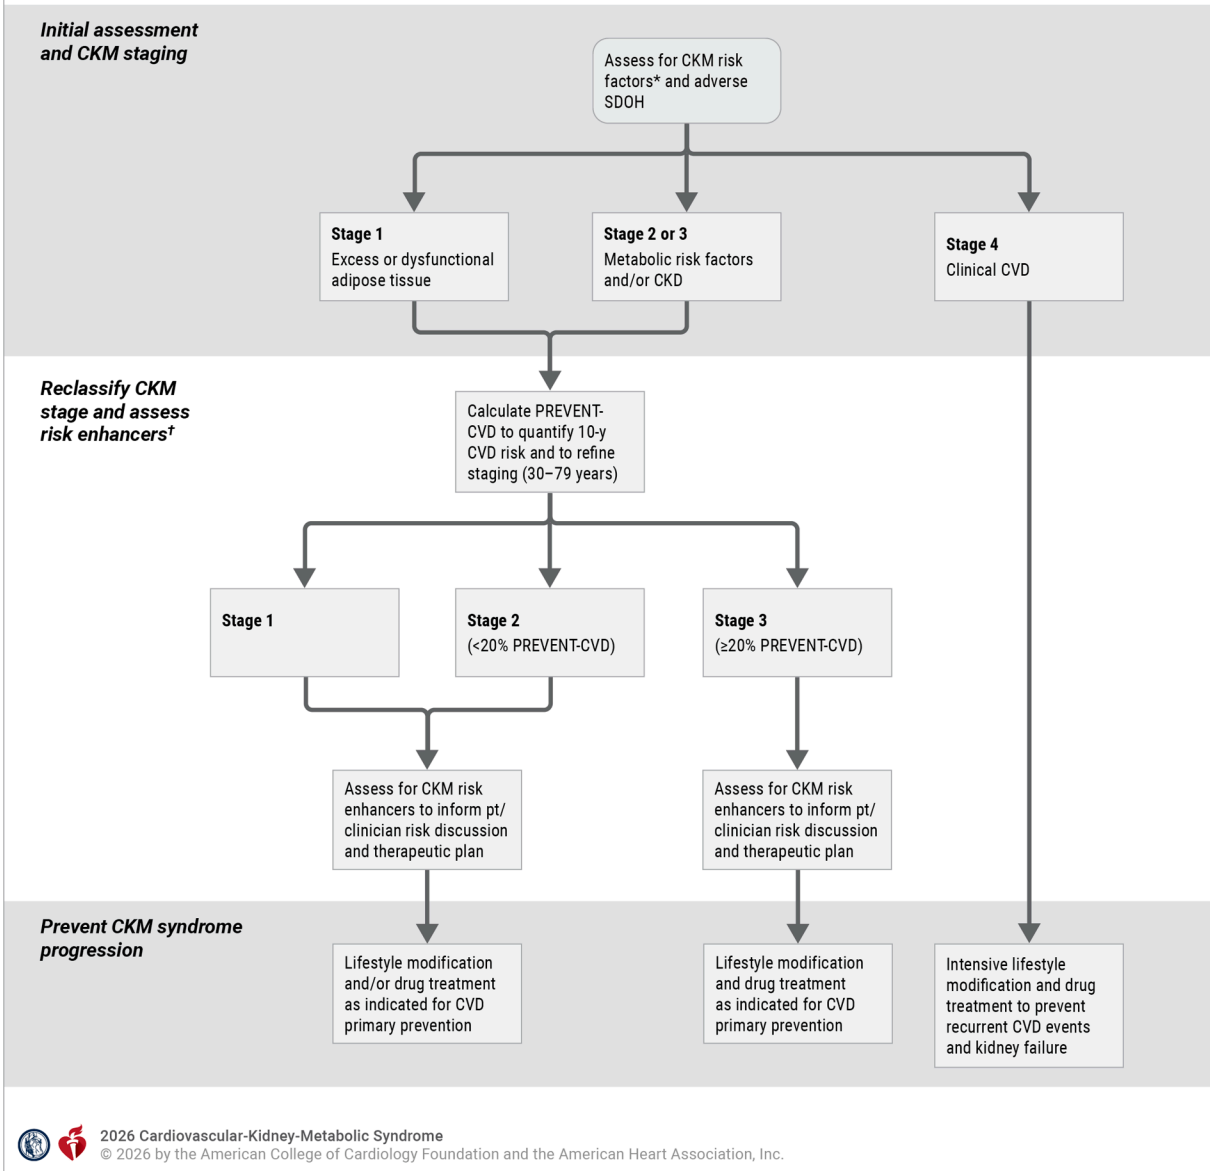 Initial assessment
and CKM staging
Assess for CKM risk
factors* and adverse
SDOH
Stage 1
Excess or dysfunctional
adipose tissue
Stage 2 or 3
Metabolic risk factors
and/or CKD
Stage 4
Clinical CVD
Reclassify CKM
stage and assess
risk enhancers†
Calculate PREVENT-
CVD to quantify 10-y
CVD risk and to refine
staging (30–79 years)
Stage 1
Stage 2
(<20% PREVENT-CVD)
Stage 3
(≥20% PREVENT-CVD)
Assess for CKM risk
enhancers to inform pt/
clinician risk discussion
and therapeutic plan
Assess for CKM risk
enhancers to inform pt/
clinician risk discussion
and therapeutic plan
Prevent CKM syndrome
progression
Lifestyle modification
and/or drug treatment
as indicated for CVD
primary prevention
Lifestyle modification
and drug treatment
as indicated for CVD
primary prevention
Intensive lifestyle
modification and drug
treatment to prevent
recurrent CVD events
and kidney failure
2026 Cardiovascular-Kidney-Metabolic Syndrome
© 2026 by the American College of Cardiology Foundation and the American Heart Association, Inc.